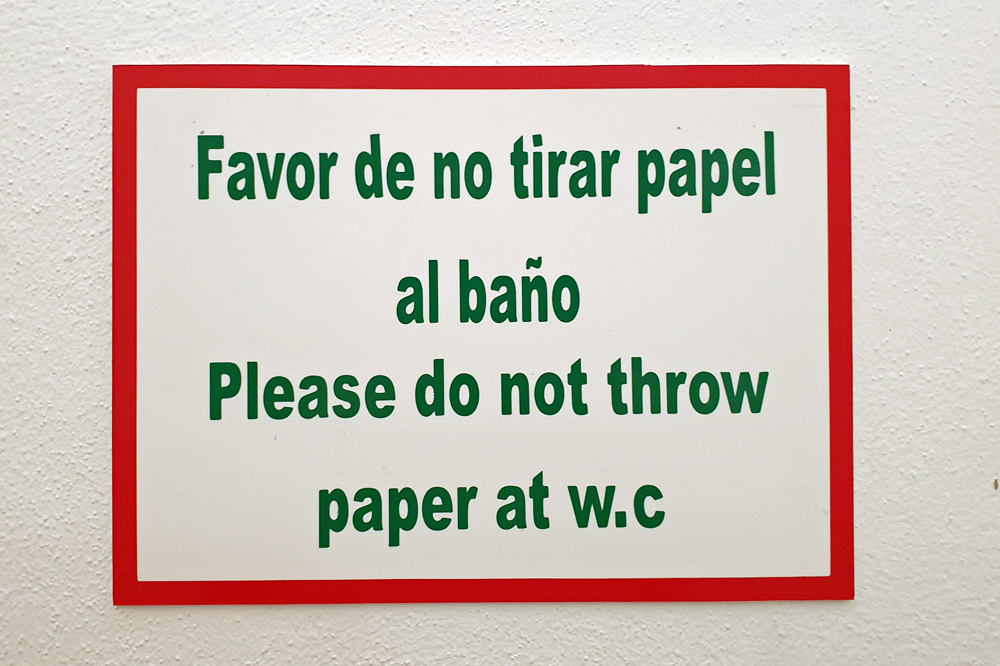 Favor de no tirar papel
al baño
Please do not throw
paper at w.c